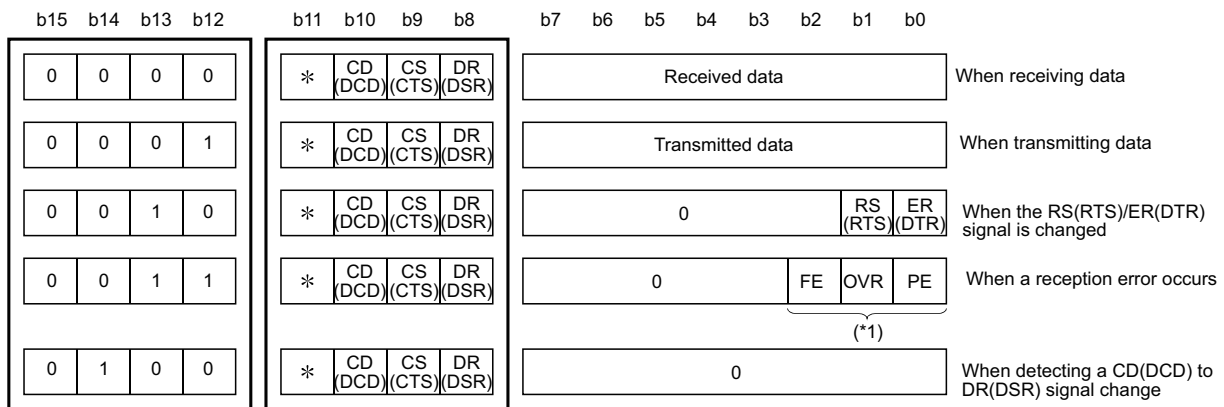 b15 b14 b13 b12 b11 b10 b9 b8 b7 b6 b5 b4 b3 b2 b1 b0
0 0 0 0 * CD (DCD) CS (CTS) DR (DSR) Received data When receiving data
0 0 0 1 * CD (DCD) CS (CTS) DR (DSR) Transmitted data When transmitting data
0 0 1 0 * CD (DCD) CS (CTS) DR (DSR) 0 RS (RTS) ER (DTR) When the RS(RTS)/ER(DTR)
signal is changed
0 0 1 1 * CD (DCD) CS (CTS) DR (DSR) 0 FE OVR PE When a reception error occurs
(*1)
0 1 0 0 * CD (DCD) CS (CTS) DR (DSR) 0 When detecting a CD(DCD) to
DR(DSR) signal change